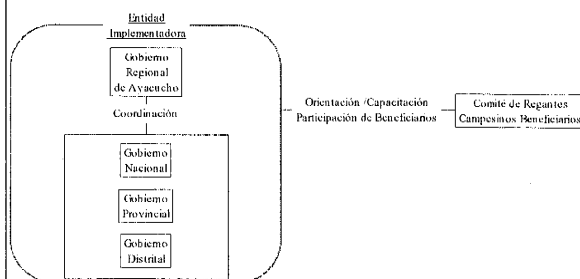 Entidad
Implementadora
Gobierno
Regional
de Ayacucho
Coordinación
Gobierno
Nacional
Gobierno
Provincial
Gobierno
Distrital
Orientación /Capacitación
Participación de Beneficiarios
Comité de Regantes
Campesinos Beneficiarios